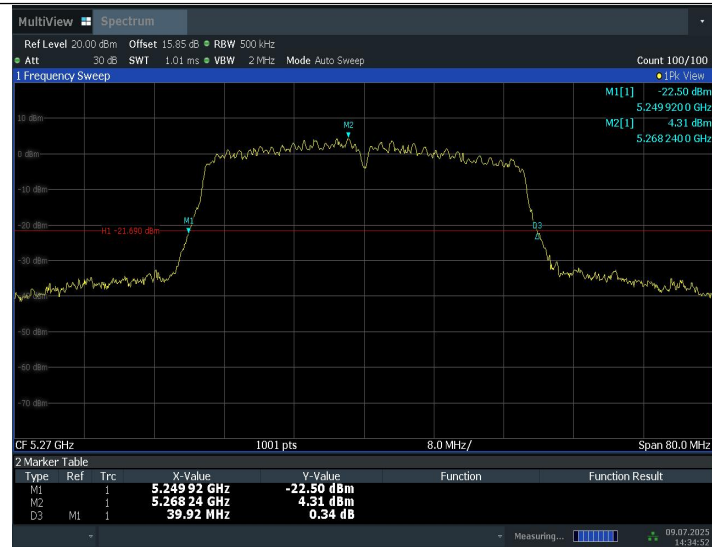 MultiView Spectrum
Ref Level 20.00 dBm Offset 15.85 dB RBW 500 kHz
Att 30 dB SWT 1.01 ms VBW 2 MHz Mode Auto Sweep Count 100/100
1 Frequency Sweep 1Pk View
M1[1] -22.50 dBm
5.249 920 0 GHz
M2[1] 4.31 dBm
5.268 240 0 GHz
10 dBm
M2
0 dBm
-10 dBm
-20 dBm
M1
D3
H1 -21.690 dBm
-30 dBm
-40 dBm
-50 dBm
-60 dBm
-70 dBm
CF 5.27 GHz 1001 pts 8.0 MHz/ Span 80.0 MHz
2 Marker Table
Type Ref Trc X-Value Y-Value Function Function Result
M1 1 5.249 92 GHz -22.50 dBm
M2 1 5.268 24 GHz 4.31 dBm
D3 M1 1 39.92 MHz 0.34 dB
Measuring... 09.07.2025
14:34:52